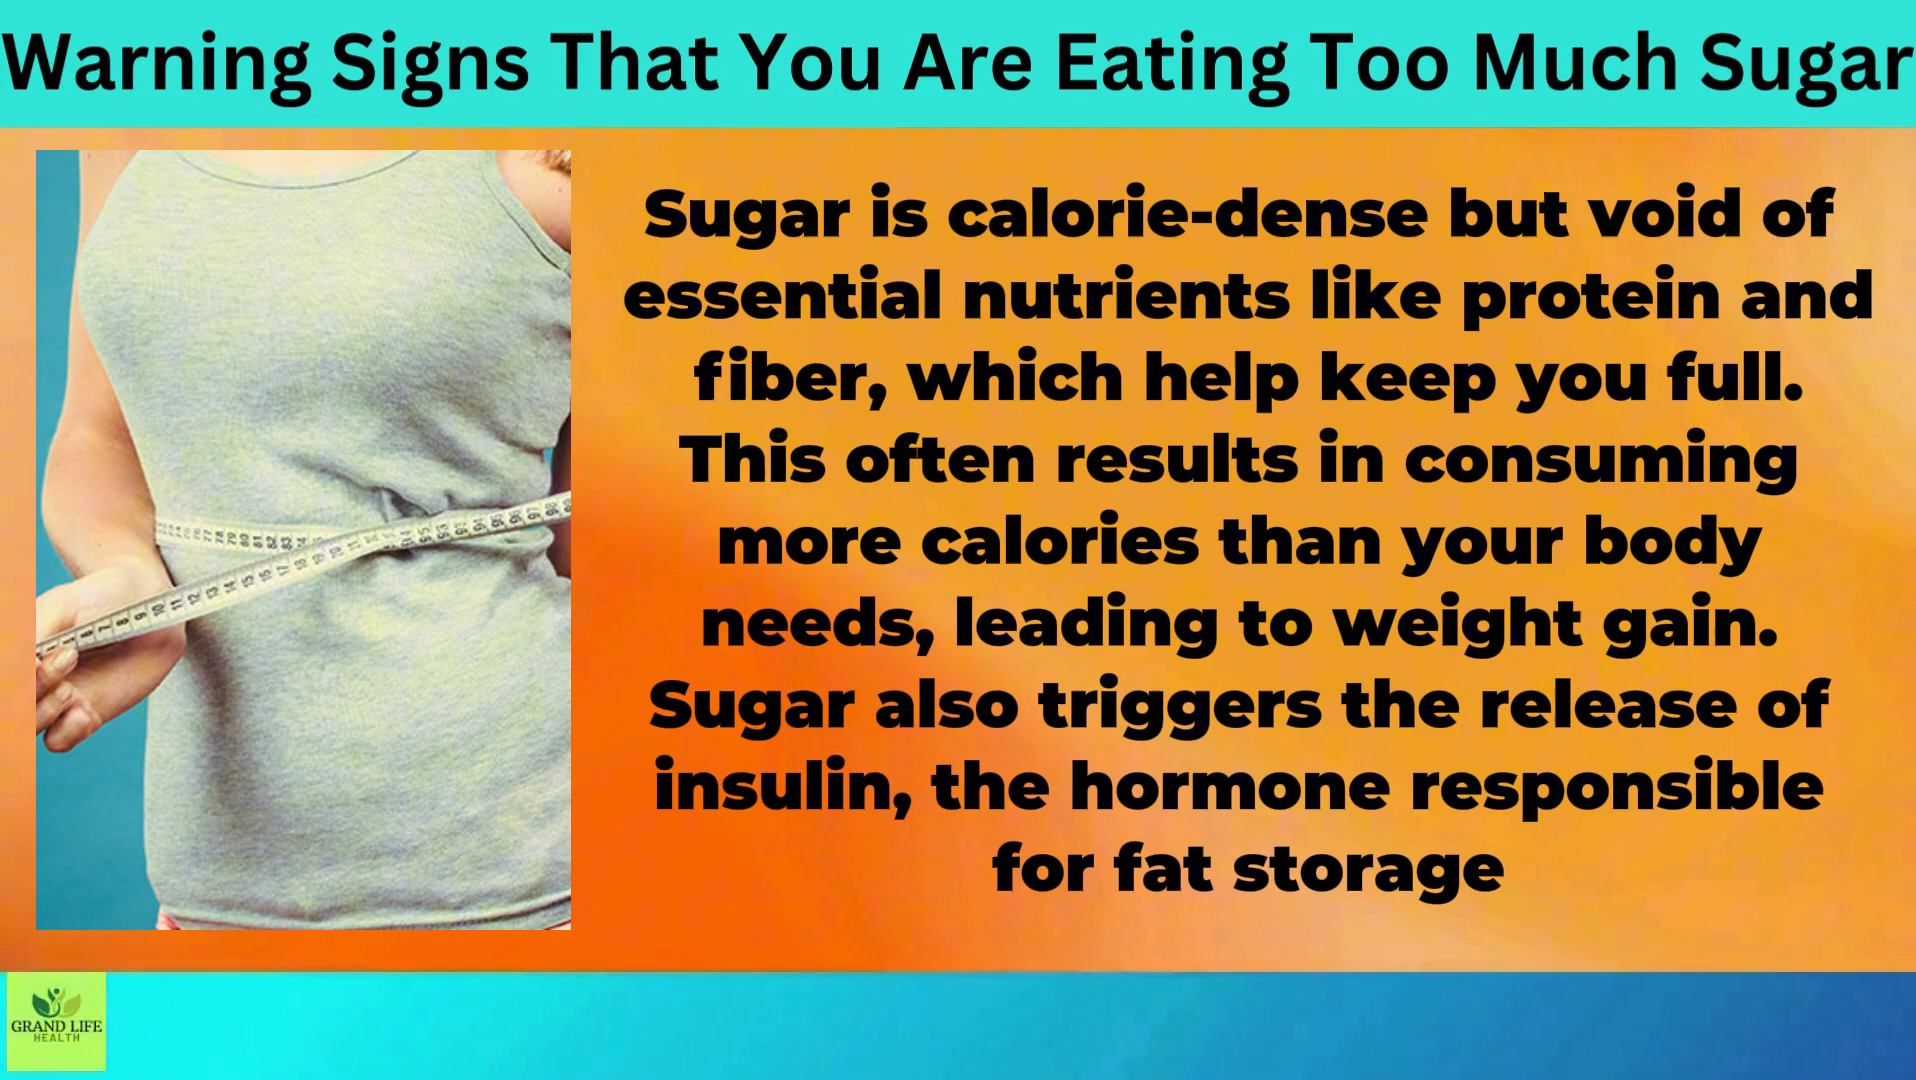 Warning Signs That You Are Eating Too Much Sugar
Sugar is calorie-dense but void of
essential nutrients like protein and
fiber, which help keep you full.
This often results in consuming
more calories than your body
needs, leading to weight gain.
Sugar also triggers the release of
insulin, the hormone responsible
for fat storage
GRAND LIFE
HEALTH